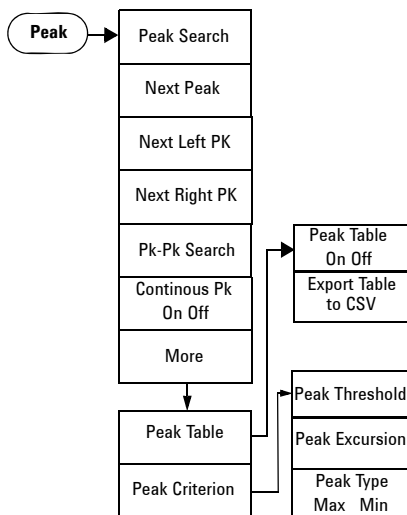 Peak
Peak Search
Next Peak
Next Left PK
Next Right PK
Pk-Pk Search
Continous Pk
On Off
More
Peak Table
Peak Criterion
Peak Table
On Off
Export Table
to CSV
Peak Threshold
Peak Excursion
Peak Type
Max Min